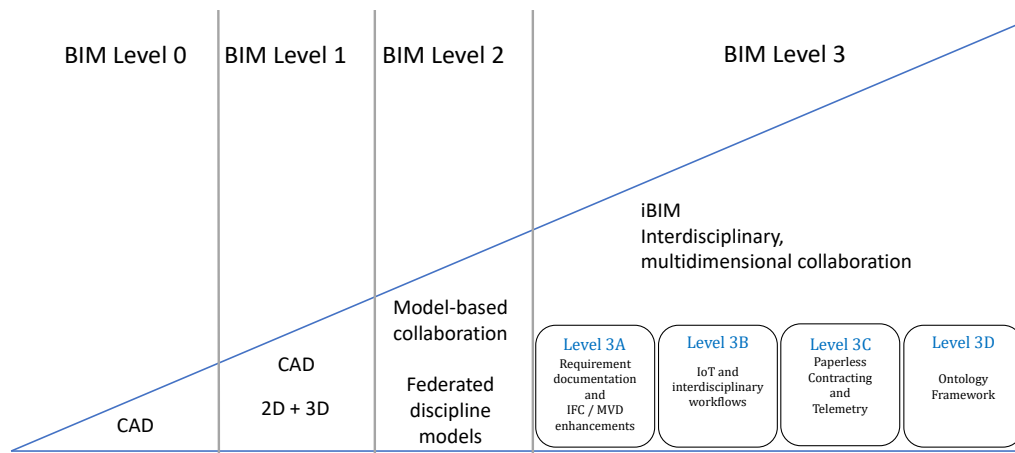 BIM Level 0
BIM Level 1
BIM Level 2
BIM Level 3
iBIM
Interdisciplinary,
multidimensional collaboration
CAD
CAD
2D + 3D
Model-based
collaboration
Federated
discipline
models
Level 3A
Requirement
documentation
and
IFC / MVD
enhancements
Level 3B
IoT and
interdisciplinary
workflows
Level 3C
Paperless
Contracting
and
Telemetry
Level 3D
Ontology
Framework